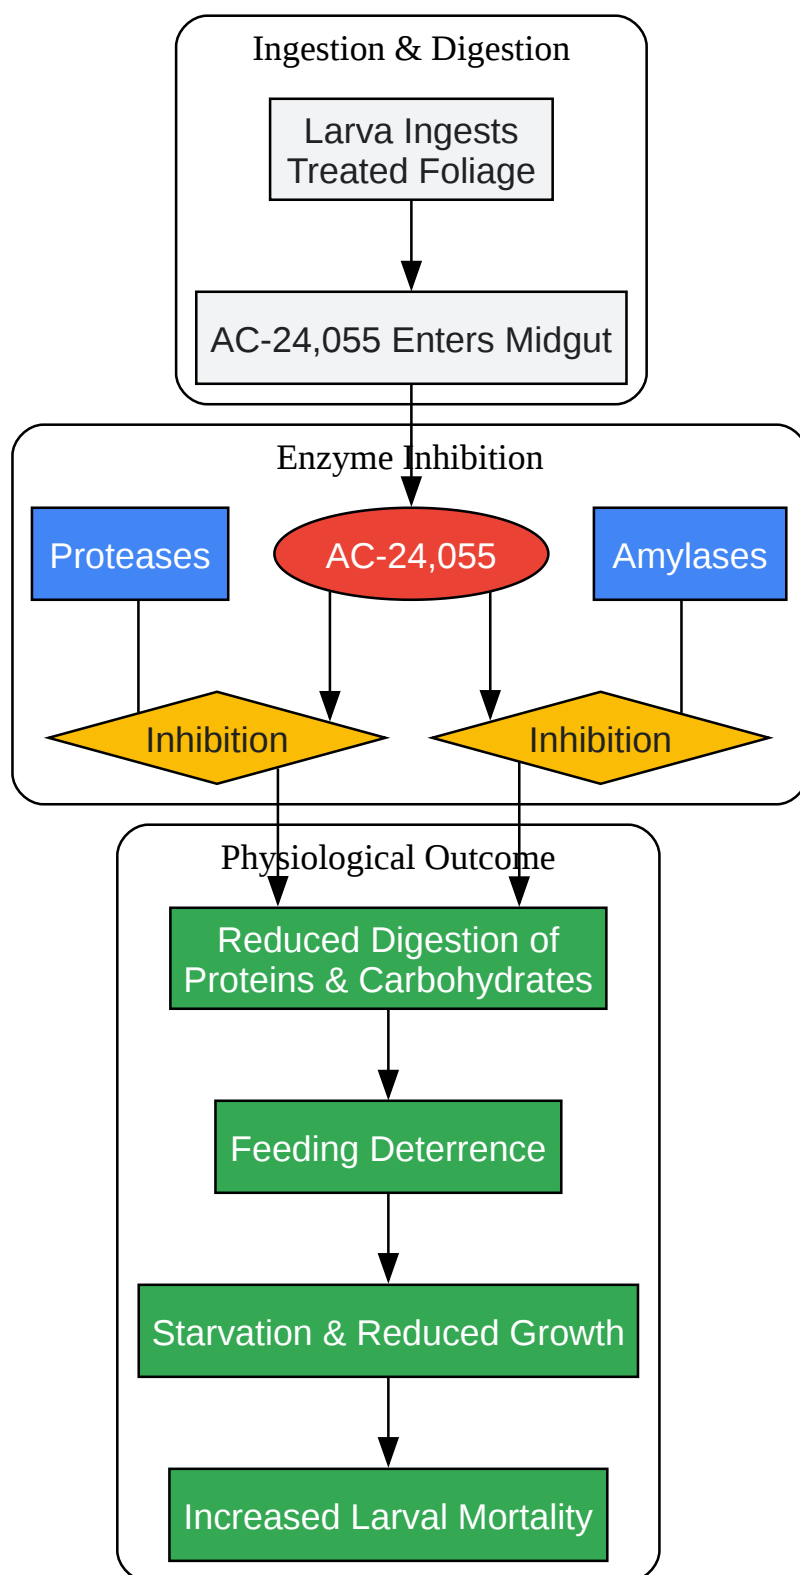 Ingestion & Digestion
Larva Ingests
Treated Foliage
AC-24,055 Enters Midgut
Enzyme Inhibition
Proteases
AC-24,055
Amylases
Inhibition
Inhibition
Physiological Outcome
Reduced Digestion of
Proteins & Carbohydrates
Feeding Deterrence
Starvation & Reduced Growth
Increased Larval Mortality